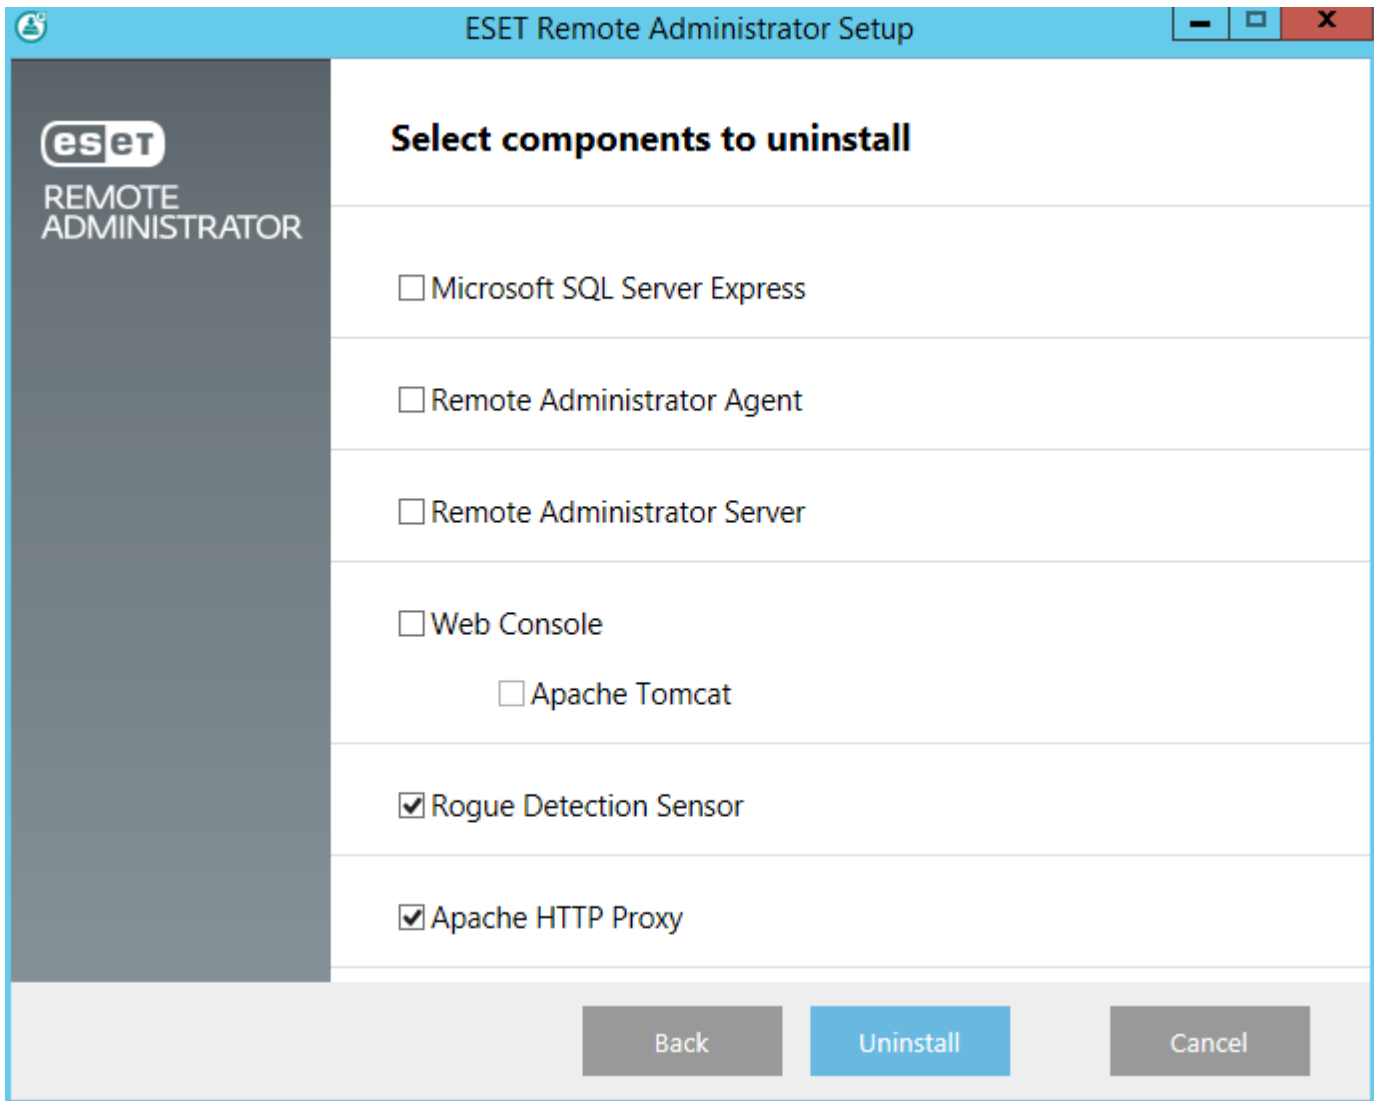 ESET Remote Administrator Setup
eset
REMOTE
ADMINISTRATOR
Select components to uninstall
Microsoft SQL Server Express
Remote Administrator Agent
Remote Administrator Server
Web Console
Apache Tomcat
Rogue Detection Sensor
Apache HTTP Proxy
Back
Uninstall
Cancel